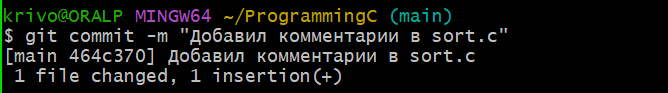 krivo@ORALP MINGW64 ~/ProgrammingC (main)
$ git commit -m "Добавил комментарии в sort.c"
[main 464c370] Добавил комментарии в sort.c
 1 file changed, 1 insertion(+)